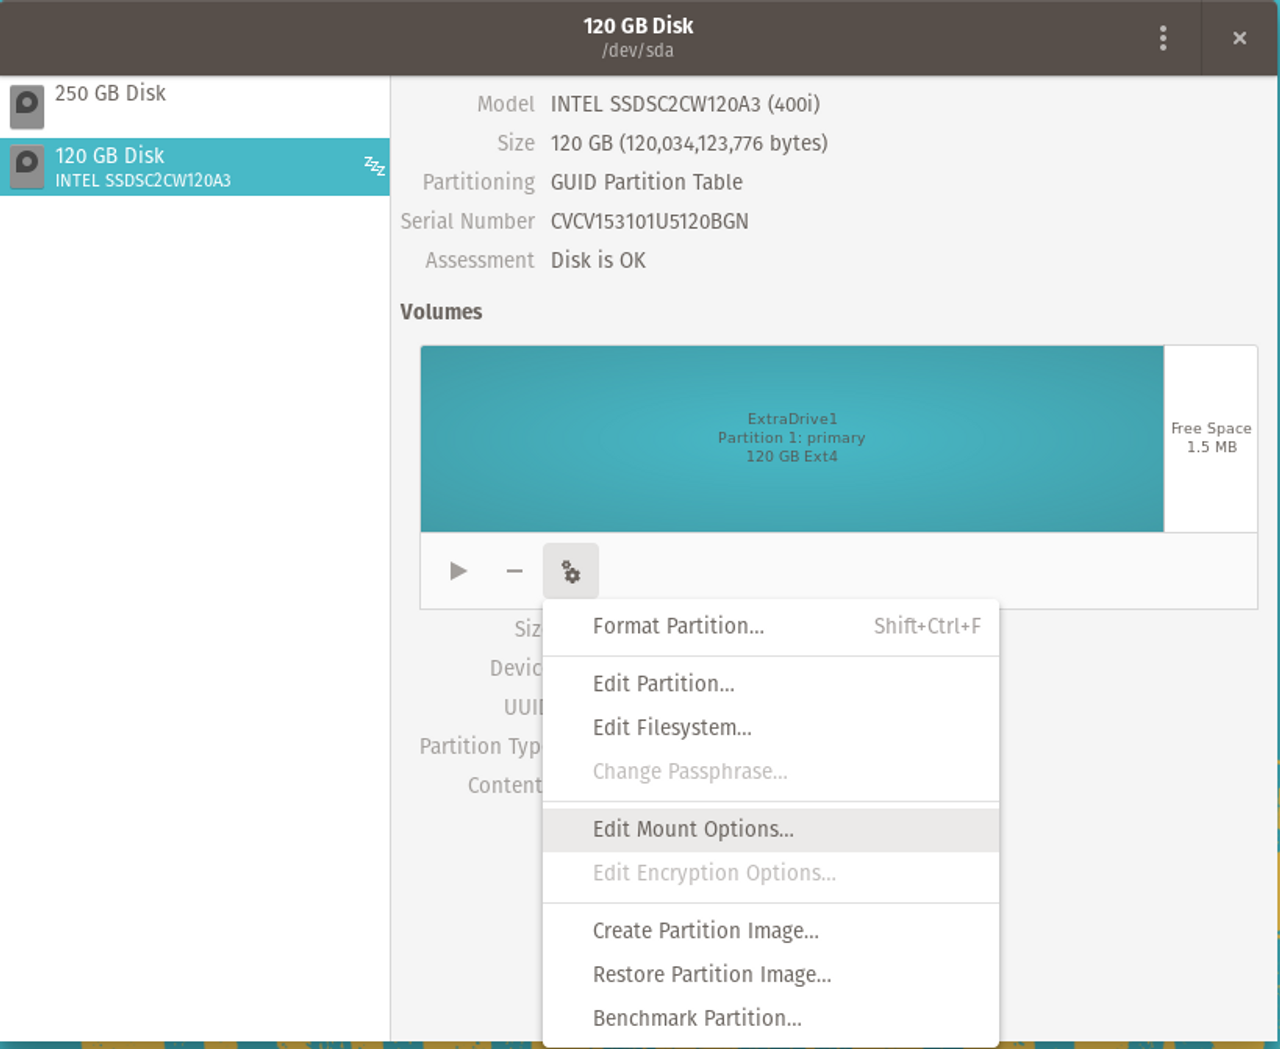 120 GB Disk
/dev/sda
250 GB Disk
120 GB Disk
INTEL SSDSC2CW120A3
zzz
Model INTEL SSDSC2CW120A3 (400i)
Size 120 GB (120,034,123,776 bytes)
Partitioning GUID Partition Table
Serial Number CVCV153101U5120BGN
Assessment Disk is OK
Volumes
ExtraDrive1
Partition 1: primary
120 GB Ext4
Free Space
1.5 MB
Siz
Devic
UUID
Partition Typ
Content
Format Partition... Shift+Ctrl+F
Edit Partition...
Edit Filesystem...
Change Passphrase...
Edit Mount Options...
Edit Encryption Options...
Create Partition Image...
Restore Partition Image...
Benchmark Partition...